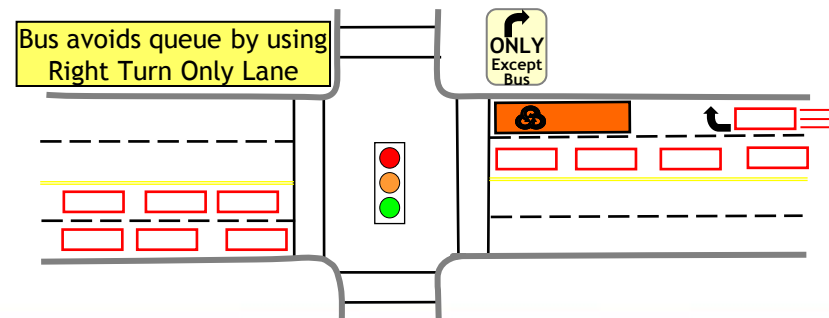 Bus avoids queue by using
Right Turn Only Lane
ONLY
Except
Bus